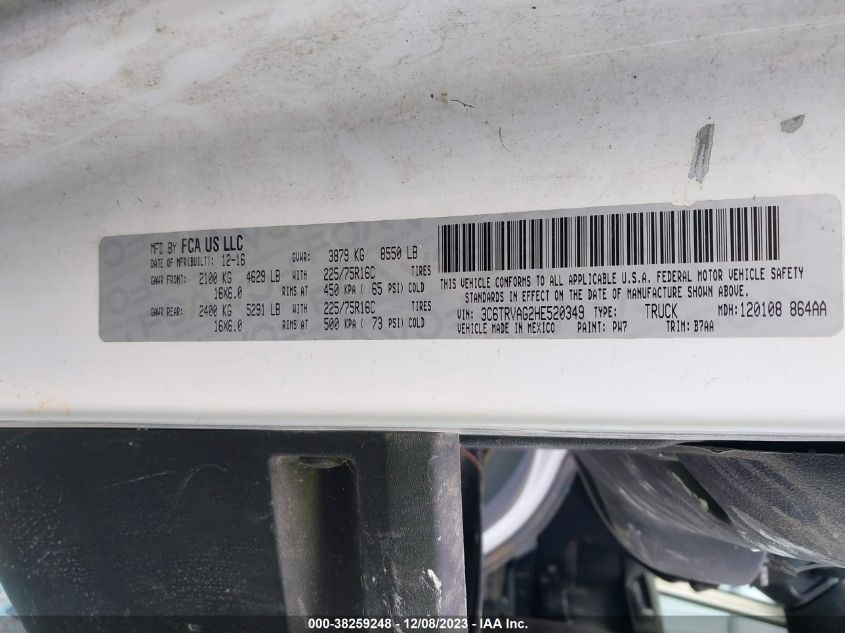 MFD BY FCA US LLC
DATE OF MFR(BUILT): 12-16 GVWR: 3879 KG 8550 LB
GAWR FRONT: 2100 KG 4629 LB WITH 225/75R16C TIRES
16X6.0 RIMS AT 450 KPA ( 65 PSI) COLD
GAWR REAR: 2400 KG 5291 LB WITH 225/75R16C TIRES
16X6.0 RIMS AT 500 KPA ( 73 PSI) COLD
THIS VEHICLE CONFORMS TO ALL APPLICABLE U.S.A. FEDERAL MOTOR VEHICLE SAFETY
STANDARDS IN EFFECT ON THE DATE OF MANUFACTURE SHOWN ABOVE.
VIN: 3C6TRVAG2HE520349 TYPE: TRUCK MDH:120108 864AA
VEHICLE MADE IN MEXICO PAINT: PW7 TRIM: B7AA
000-38259248 - 12/08/2023 - IAA Inc.